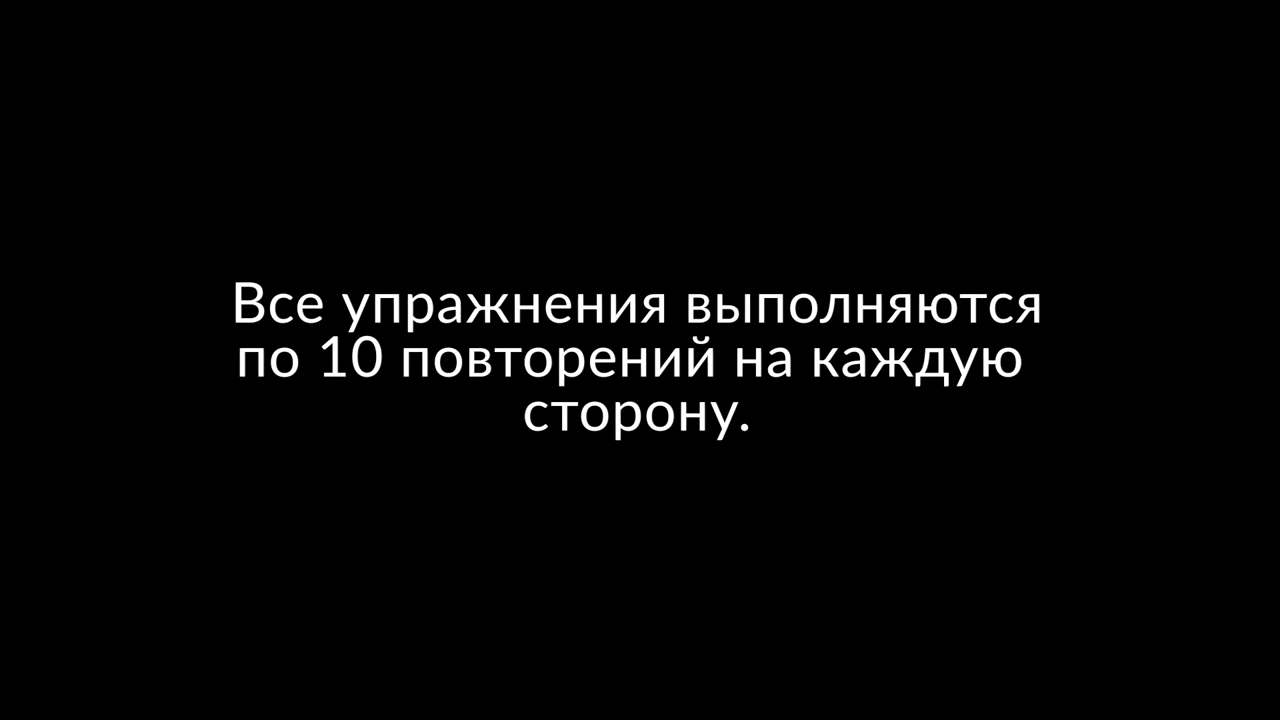 Все упражнения выполняются
по 10 повторений на каждую
сторону.